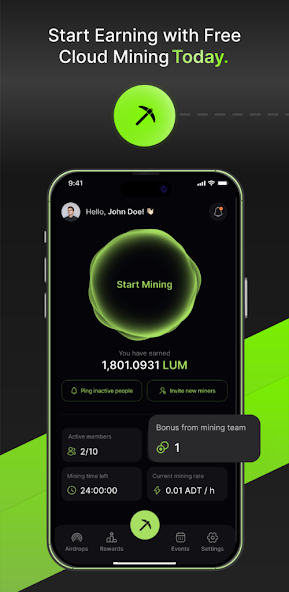 Start Earning with Free
Cloud Mining Today.
9:41
Hello, John Doe! 👋🏻
Start Mining
You have earned
1,801.0931 LUM
Ping inactive people
Invite new miners
Active members
2/10
Bonus from mining team
1
Mining time left
24:00:00
Current mining rate
0.01 ADT / h
Airdrops
Rewards
Events
Settings